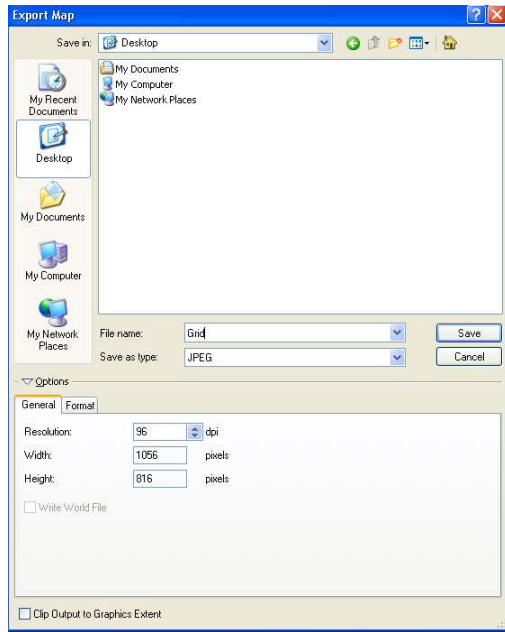 Export Map
Save in: Desktop
My Documents
My Computer
My Network Places
My Recent
Documents
Desktop
My Documents
My Computer
My Network
Places
File name: Grid Save
Save as type: JPEG Cancel
Options
General Format
Resolution: 96 dpi
Width: 1056 pixels
Height: 816 pixels
Write World File
Clip Output to Graphics Extent